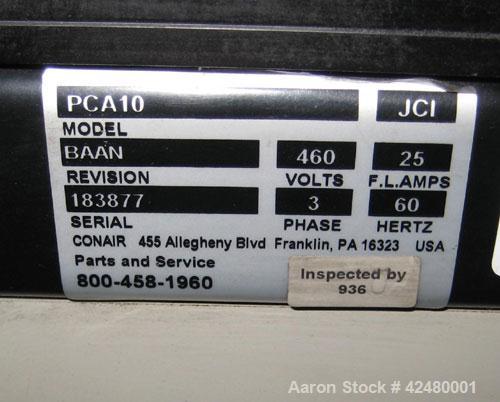 PCA10 JCI
MODEL
BAAN 460 25
REVISION VOLTS F.L.AMPS
183877 3 60
SERIAL PHASE HERTZ
CONAIR 455 Allegheny Blvd Franklin, PA 16323 USA
Parts and Service
800-458-1960
Inspected by
936
Aaron Stock # 42480001